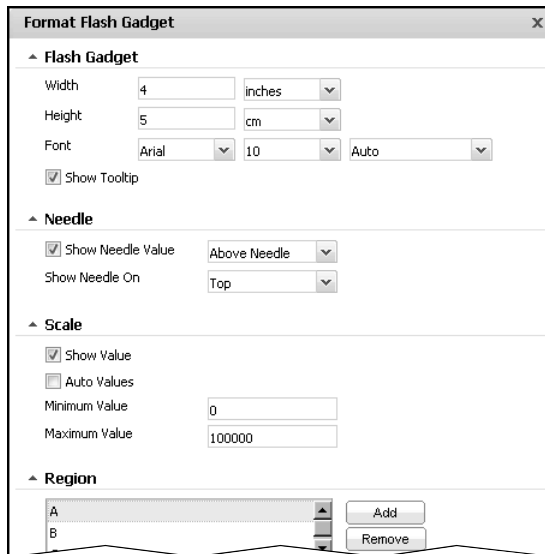 Format Flash Gadget x
Flash Gadget
Width 4 inches
Height 5 cm
Font Arial 10 Auto
Show Tooltip
Needle
Show Needle Value Above Needle
Show Needle On Top
Scale
Show Value
Auto Values
Minimum Value 0
Maximum Value 100000
Region
A Add
B Remove